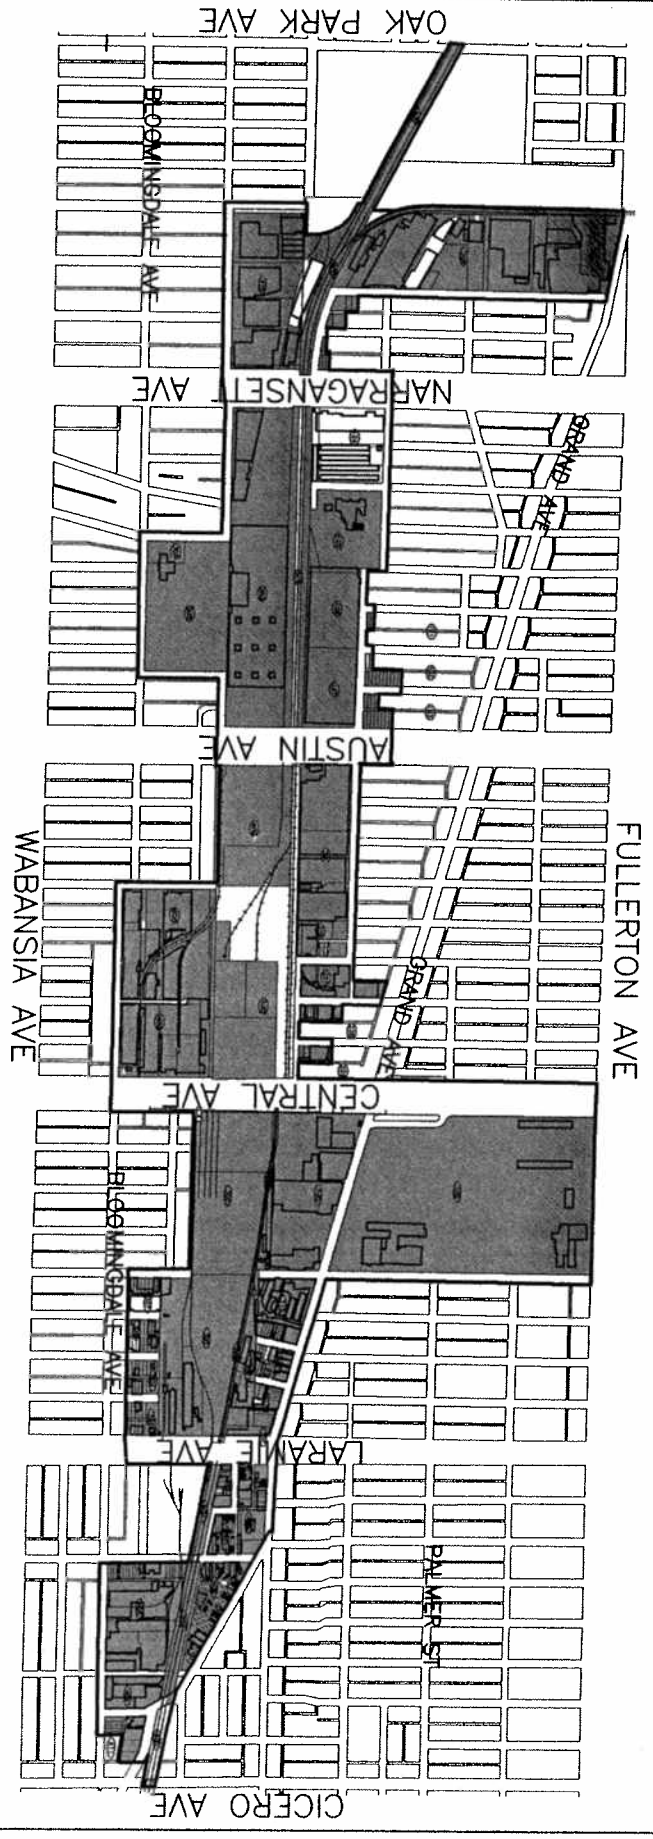 OAK PARK AVE
BLOOMINGDALE AVE
NARRAGANSETT AVE
GRAND AVE
AUSTIN AVE
FULLERTON AVE
WABANSIA AVE
GRAND AVE
CENTRAL AVE
BLOOMINGDALE AVE
LARAMIE AVE
PALMER ST
CICERO AVE